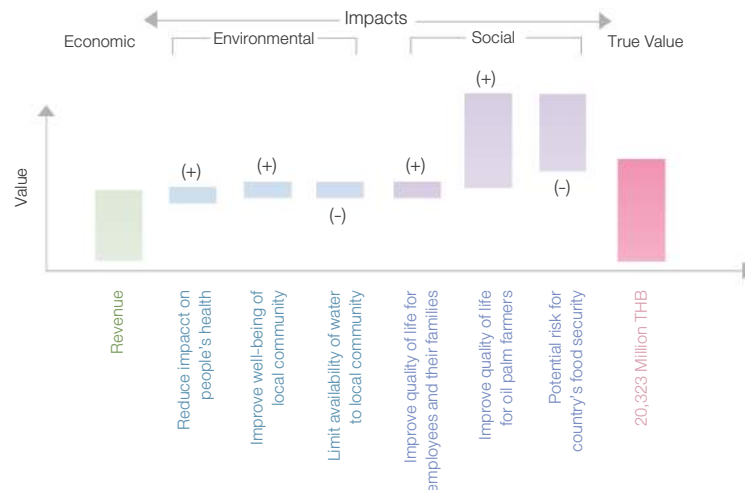 Impacts
Economic
Environmental
Social
True Value
(+)
(+)
(+)
(+)
(-)
(-)
Value
Revenue
Reduce impacct on
people's health
Improve well-being of
local community
Limit availability of water
to local community
Improve quality of life for
employees and their families
Improve quality of life
for oil palm farmers
Potential risk for
country's food security
20,323 Million THB